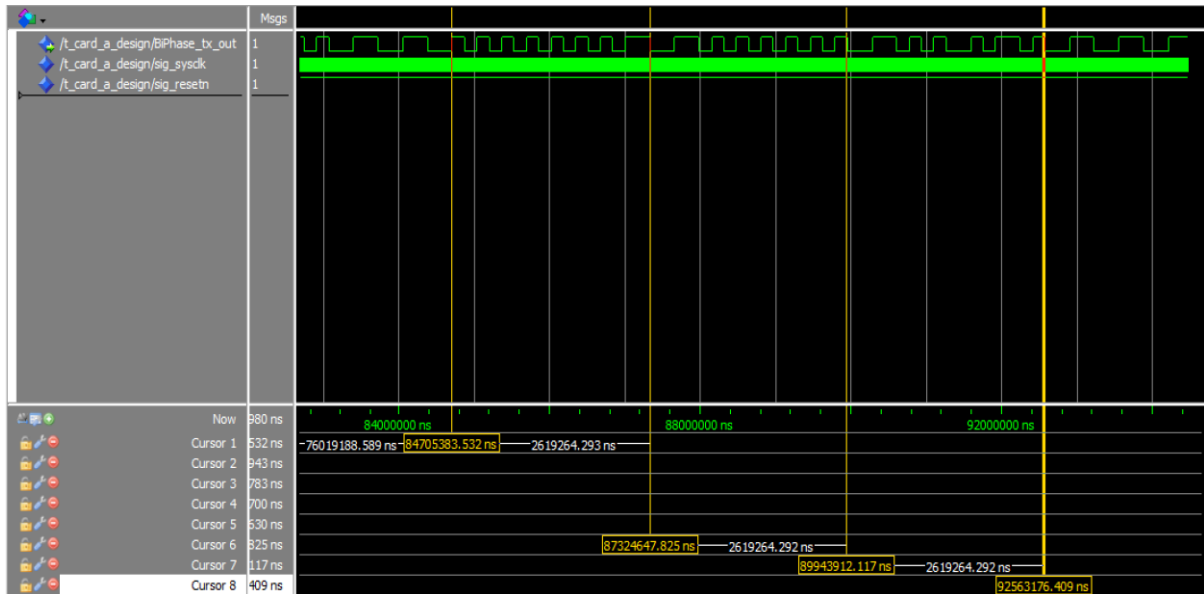 Msgs
/t_card_a_design/BiPhase_tx_out 1
/t_card_a_design/sig_sysclk 1
/t_card_a_design/sig_resetn 1
Now 980 ns 84000000 ns 88000000 ns 92000000 ns
Cursor 1 532 ns 76019188.589 ns 84705383.532 ns 2619264.293 ns
Cursor 2 943 ns
Cursor 3 783 ns
Cursor 4 700 ns
Cursor 5 630 ns
Cursor 6 825 ns 87324647.825 ns 2619264.292 ns
Cursor 7 117 ns 89943912.117 ns 2619264.292 ns
Cursor 8 409 ns 92563176.409 ns